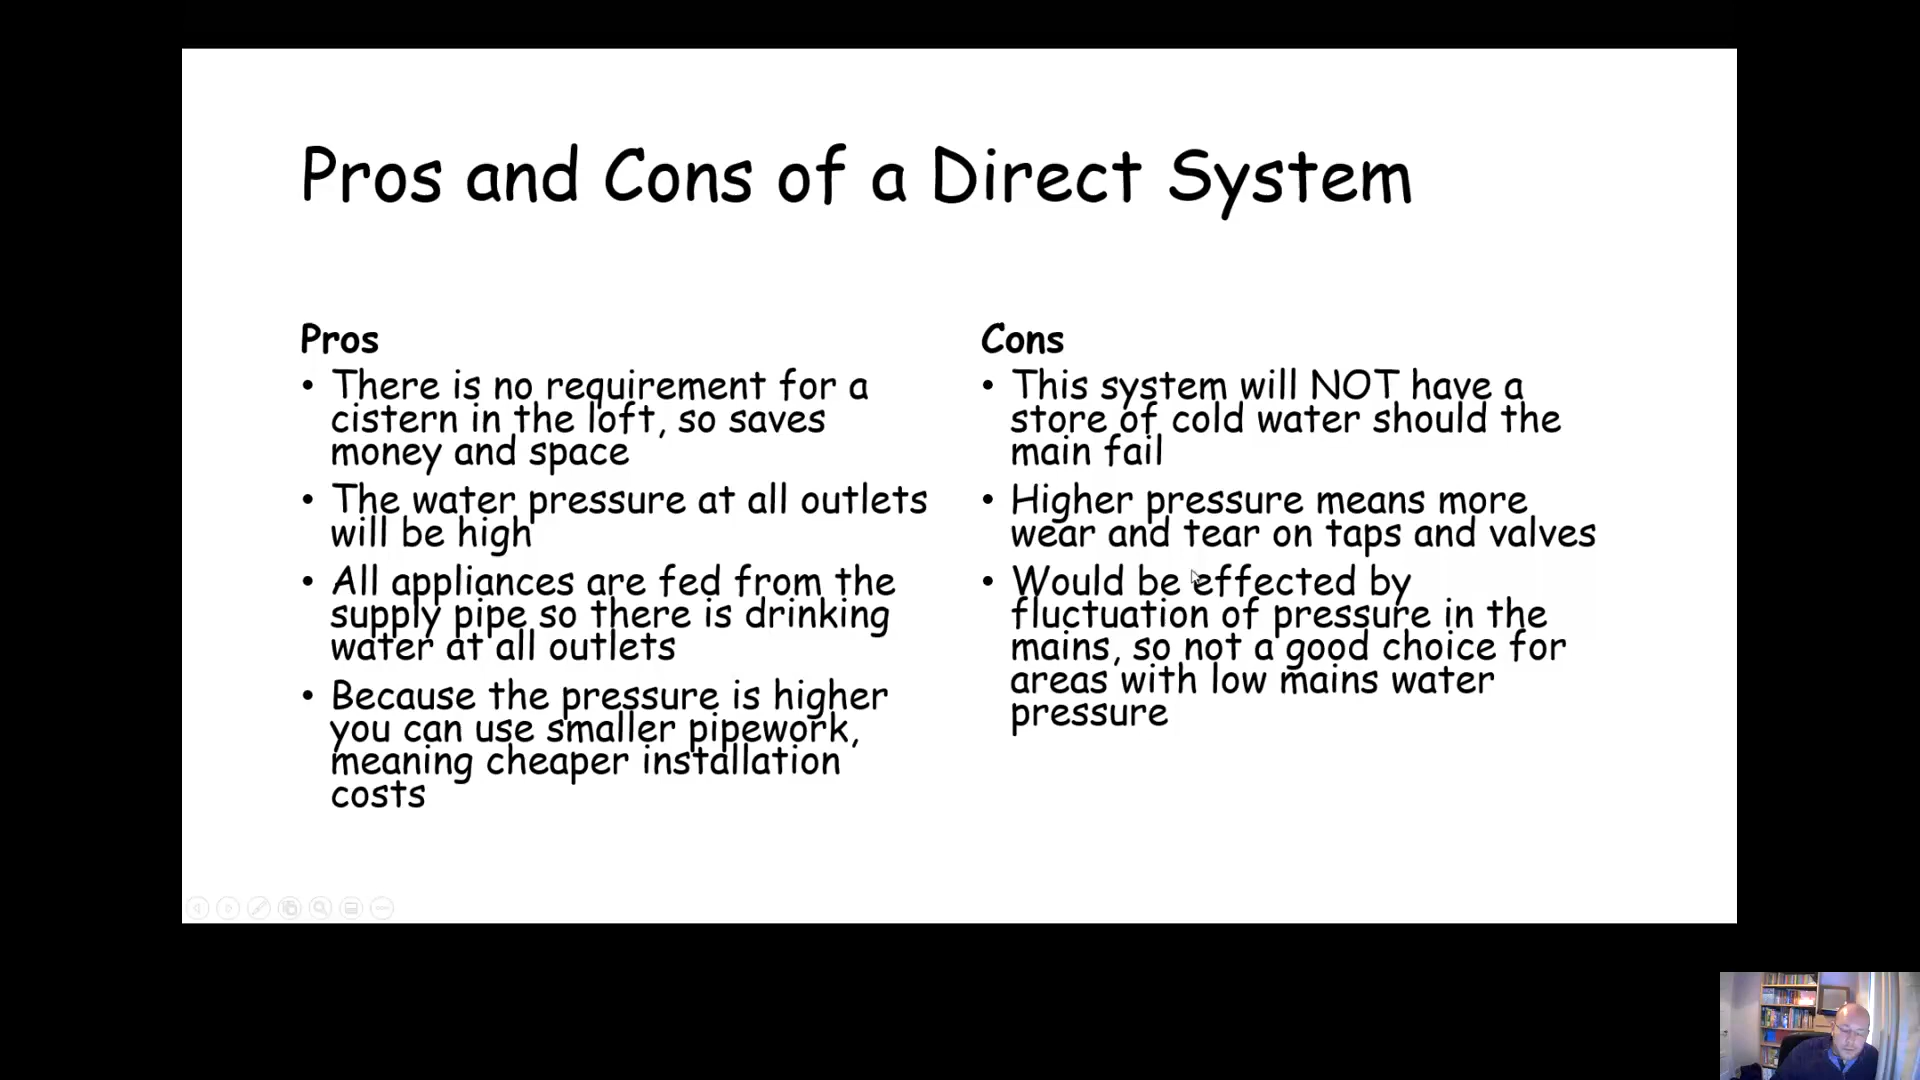 Pros and Cons of a Direct System
Pros
• There is no requirement for a
cistern in the loft, so saves
money and space
• The water pressure at all outlets
will be high
• All appliances are fed from the
supply pipe so there is drinking
water at all outlets
• Because the pressure is higher
you can use smaller pipework,
meaning cheaper installation
costs
Cons
• This system will NOT have a
store of cold water should the
main fail
• Higher pressure means more
wear and tear on taps and valves
• Would be effected by
fluctuation of pressure in the
mains, so not a good choice for
areas with low mains water
pressure